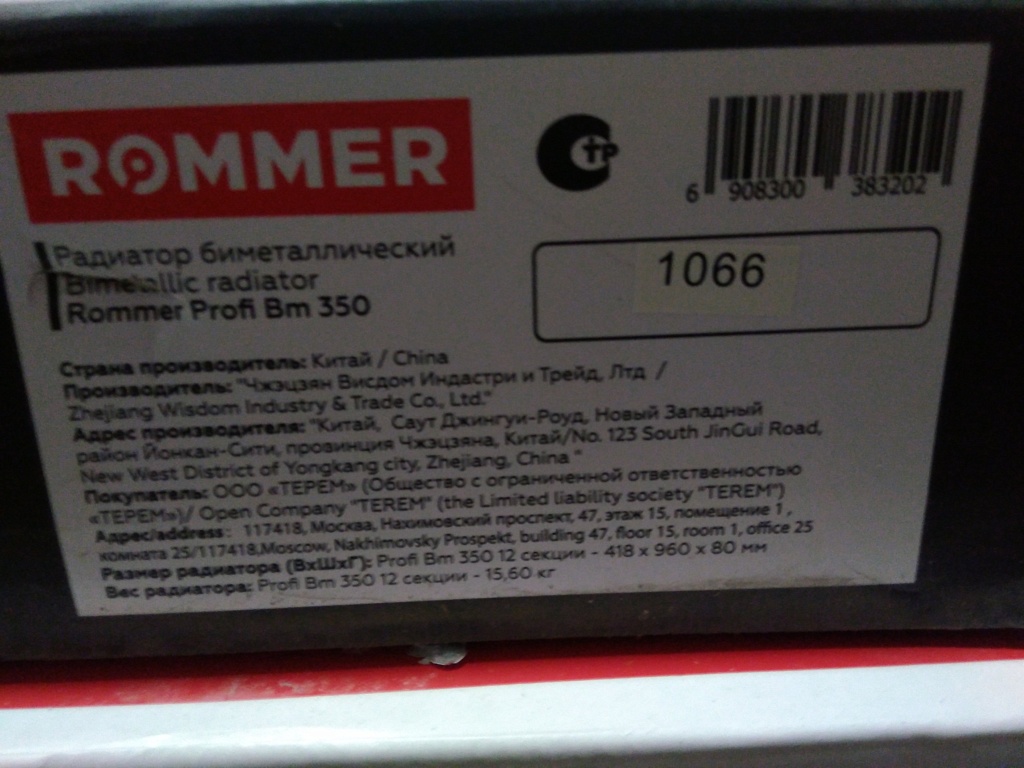 ROMMER
стр
6 908300 383202
Радиатор биметаллический
Bimetallic radiator
Rommer Profi Bm 350
1066
Страна производитель: Китай / China
Производитель: "Чжэцзян Висдом Индастри и Трейд, Лтд /
Zhejiang Wisdom Industry & Trade Co., Ltd."
Адрес производителя: "Китай, Саут Джингуи-Роуд, Новый Западный
район Йонкан-Сити, провинция Чжэцзяна, Китай/No. 123 South JinGui Road,
New West District of Yongkang city, Zhejiang, China "
Покупатель: ООО «ТЕРЕМ» (Общество с ограниченной ответственностью
«ТЕРЕМ»)/ Open Company "TEREM" (the Limited liability society "TEREM")
Адрес/address: 117418, Москва, Нахимовский проспект, 47, этаж 15, помещение 1 ,
комната 25/117418,Moscow, Nakhimovsky Prospekt, building 47, floor 15, room 1, office 25
Размер радиатора (ВхШхГ): Profi Bm 350 12 секции - 418 x 960 x 80 мм
Вес радиатора: Profi Bm 350 12 секции - 15,60 кг